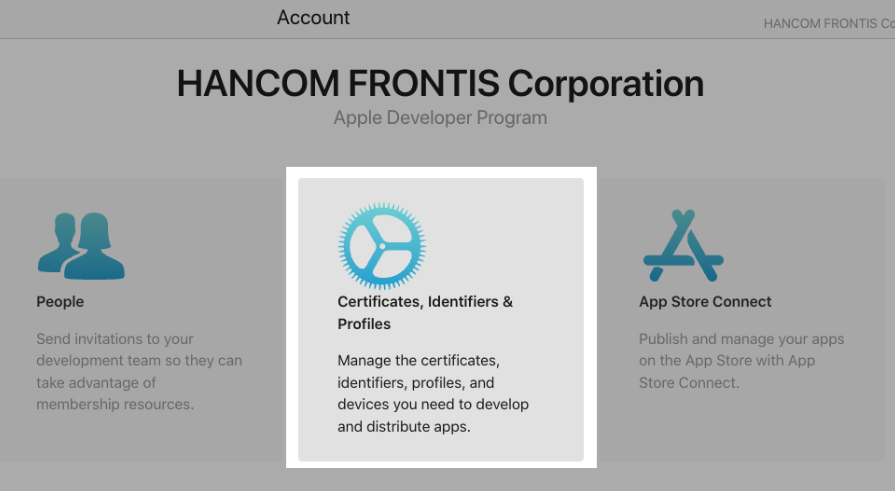 Account
HANCOM FRONTIS Co
HANCOM FRONTIS Corporation
Apple Developer Program
People
Send invitations to your
development team so they can
take advantage of
membership resources.
Certificates, Identifiers &
Profiles
Manage the certificates,
identifiers, profiles, and
devices you need to develop
and distribute apps.
App Store Connect
Publish and manage your apps
on the App Store with App
Store Connect.